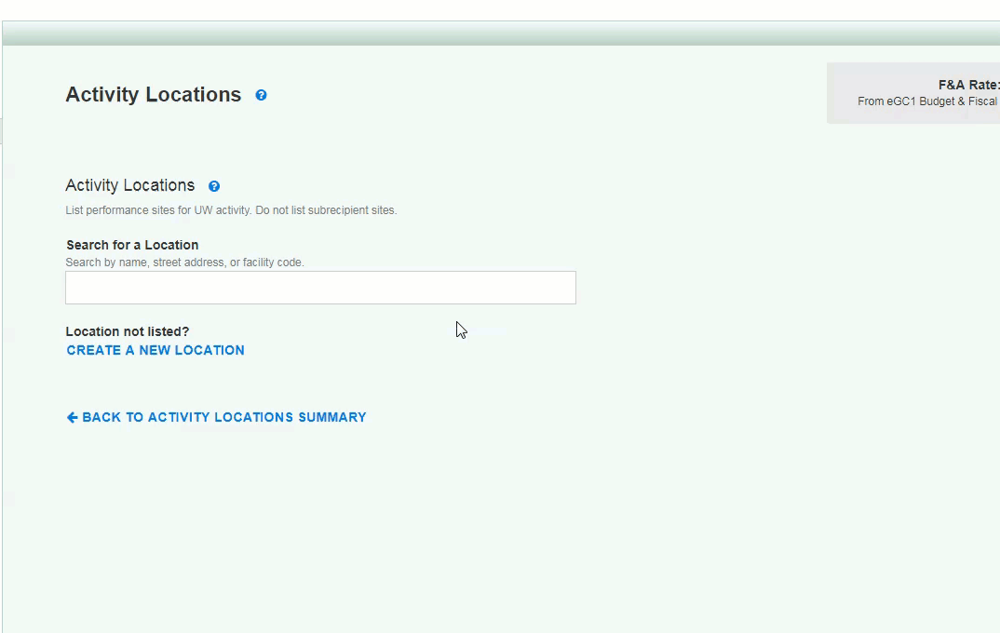 Activity Locations
F&A Rate:
From eGC1 Budget & Fiscal
Activity Locations
List performance sites for UW activity. Do not list subrecipient sites.
Search for a Location
Search by name, street address, or facility code.
Location not listed?
CREATE A NEW LOCATION
BACK TO ACTIVITY LOCATIONS SUMMARY